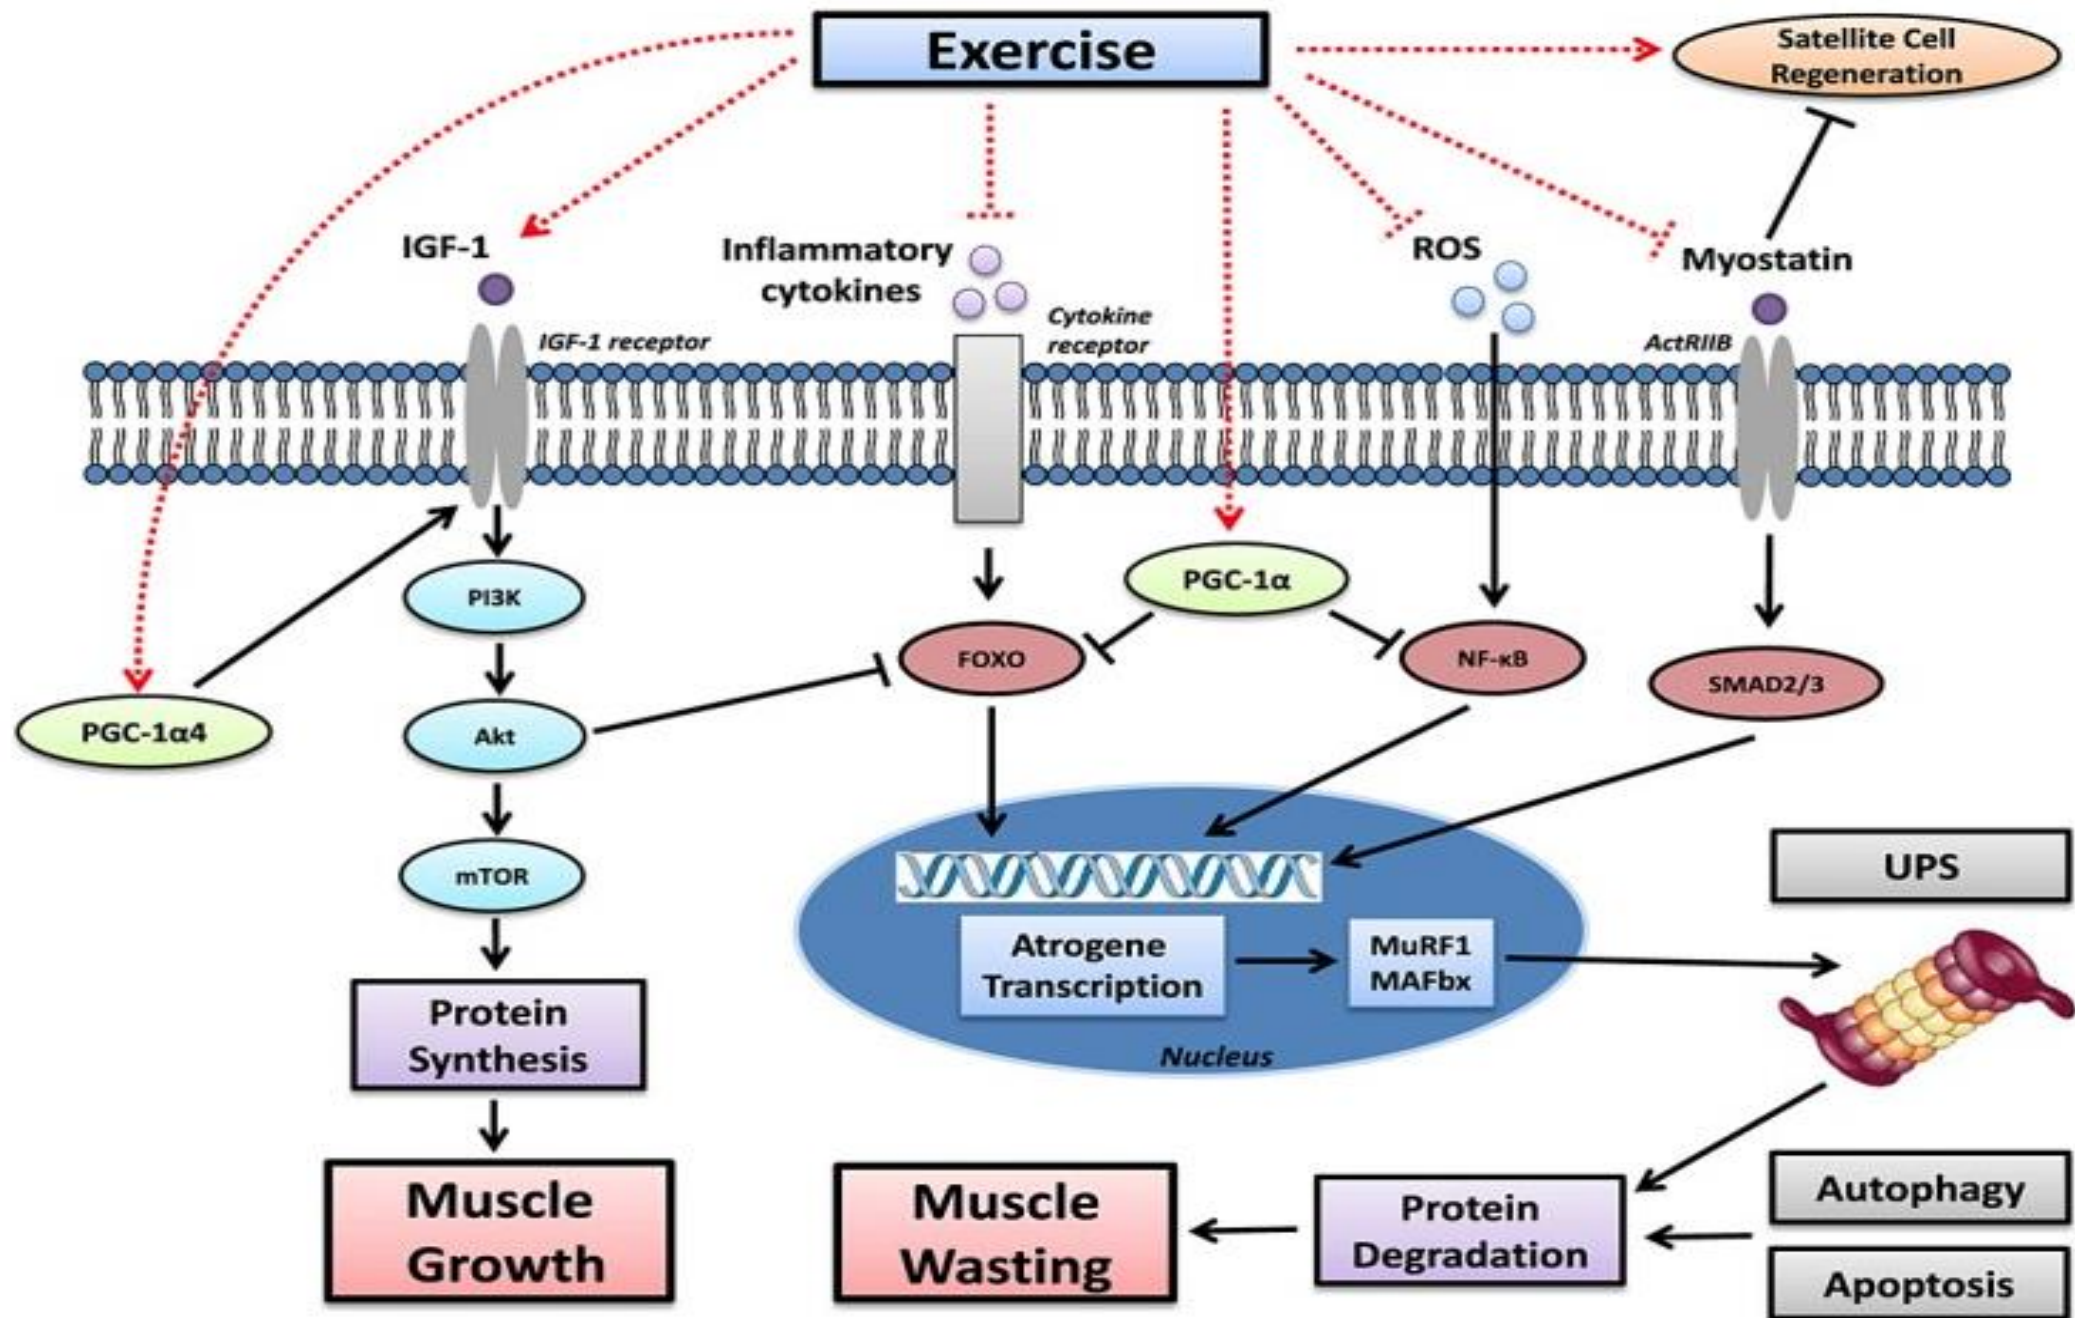 Exercise
Satellite Cell
Regeneration
IGF-1
Inflammatory
cytokines
ROS
Myostatin
IGF-1 receptor
Cytokine
receptor
ActRIIB
PI3K
PGC-1α
FOXO
NF-κB
SMAD2/3
PGC-1α4
Akt
mTOR
UPS
Atrogene
Transcription
MuRF1
MAFbx
Protein
Synthesis
Nucleus
Muscle
Growth
Muscle
Wasting
Protein
Degradation
Autophagy
Apoptosis